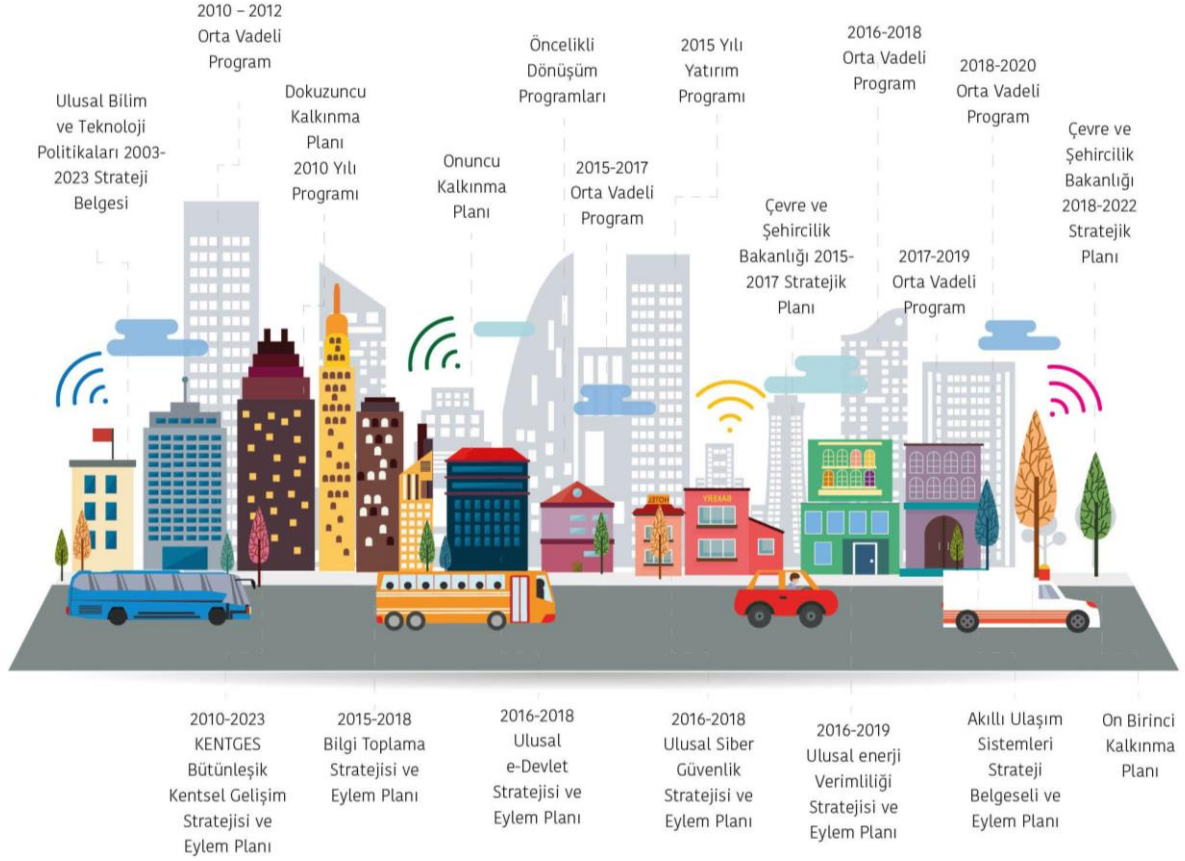 2010 – 2012
Orta Vadeli
Program
Ulusal Bilim
ve Teknoloji
Politikaları 2003-
2023 Strateji
Belgesi
Dokuzuncu
Kalkınma
Planı
2010 Yılı
Programı
Onuncu
Kalkınma
Planı
Öncelikli
Dönüşüm
Programları
2015-2017
Orta Vadeli
Program
2015 Yılı
Yatırım
Programı
Çevre ve
Şehircilik
Bakanlığı 2015-
2017 Stratejik
Planı
2016-2018
Orta Vadeli
Program
2017-2019
Orta Vadeli
Program
2018-2020
Orta Vadeli
Program
Çevre ve
Şehircilik
Bakanlığı
2018-2022
Stratejik
Planı
HOTEL
BAKERY
2010-2023
KENTGES
Bütünleşik
Kentsel Gelişim
Stratejisi ve
Eylem Planı
2015-2018
Bilgi Toplama
Stratejisi ve
Eylem Planı
2016-2018
Ulusal
e-Devlet
Stratejisi ve
Eylem Planı
2016-2018
Ulusal Siber
Güvenlik
Stratejisi ve
Eylem Planı
2016-2019
Ulusal enerji
Verimliliği
Stratejisi ve
Eylem Planı
Akıllı Ulaşım
Sistemleri
Strateji
Belgeseli ve
Eylem Planı
On Birinci
Kalkınma
Planı